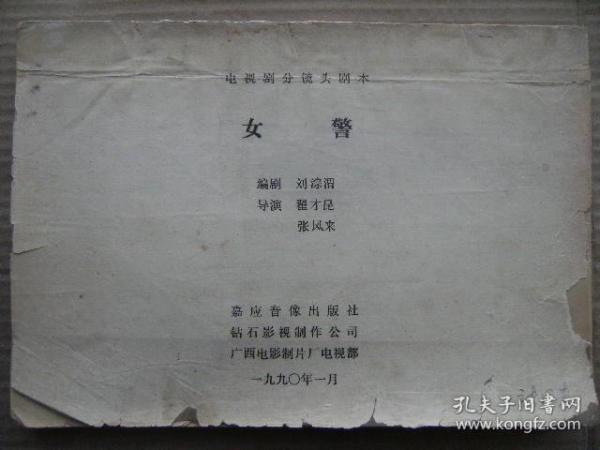 电视剧分镜头剧本
女警
编剧 刘淙渭
导演 翟才昆
张凤来
嘉应音像出版社
钻石影视制作公司
广西电影制片厂电视部
一九九〇年一月
孔夫子旧书网
www.kongfz.com